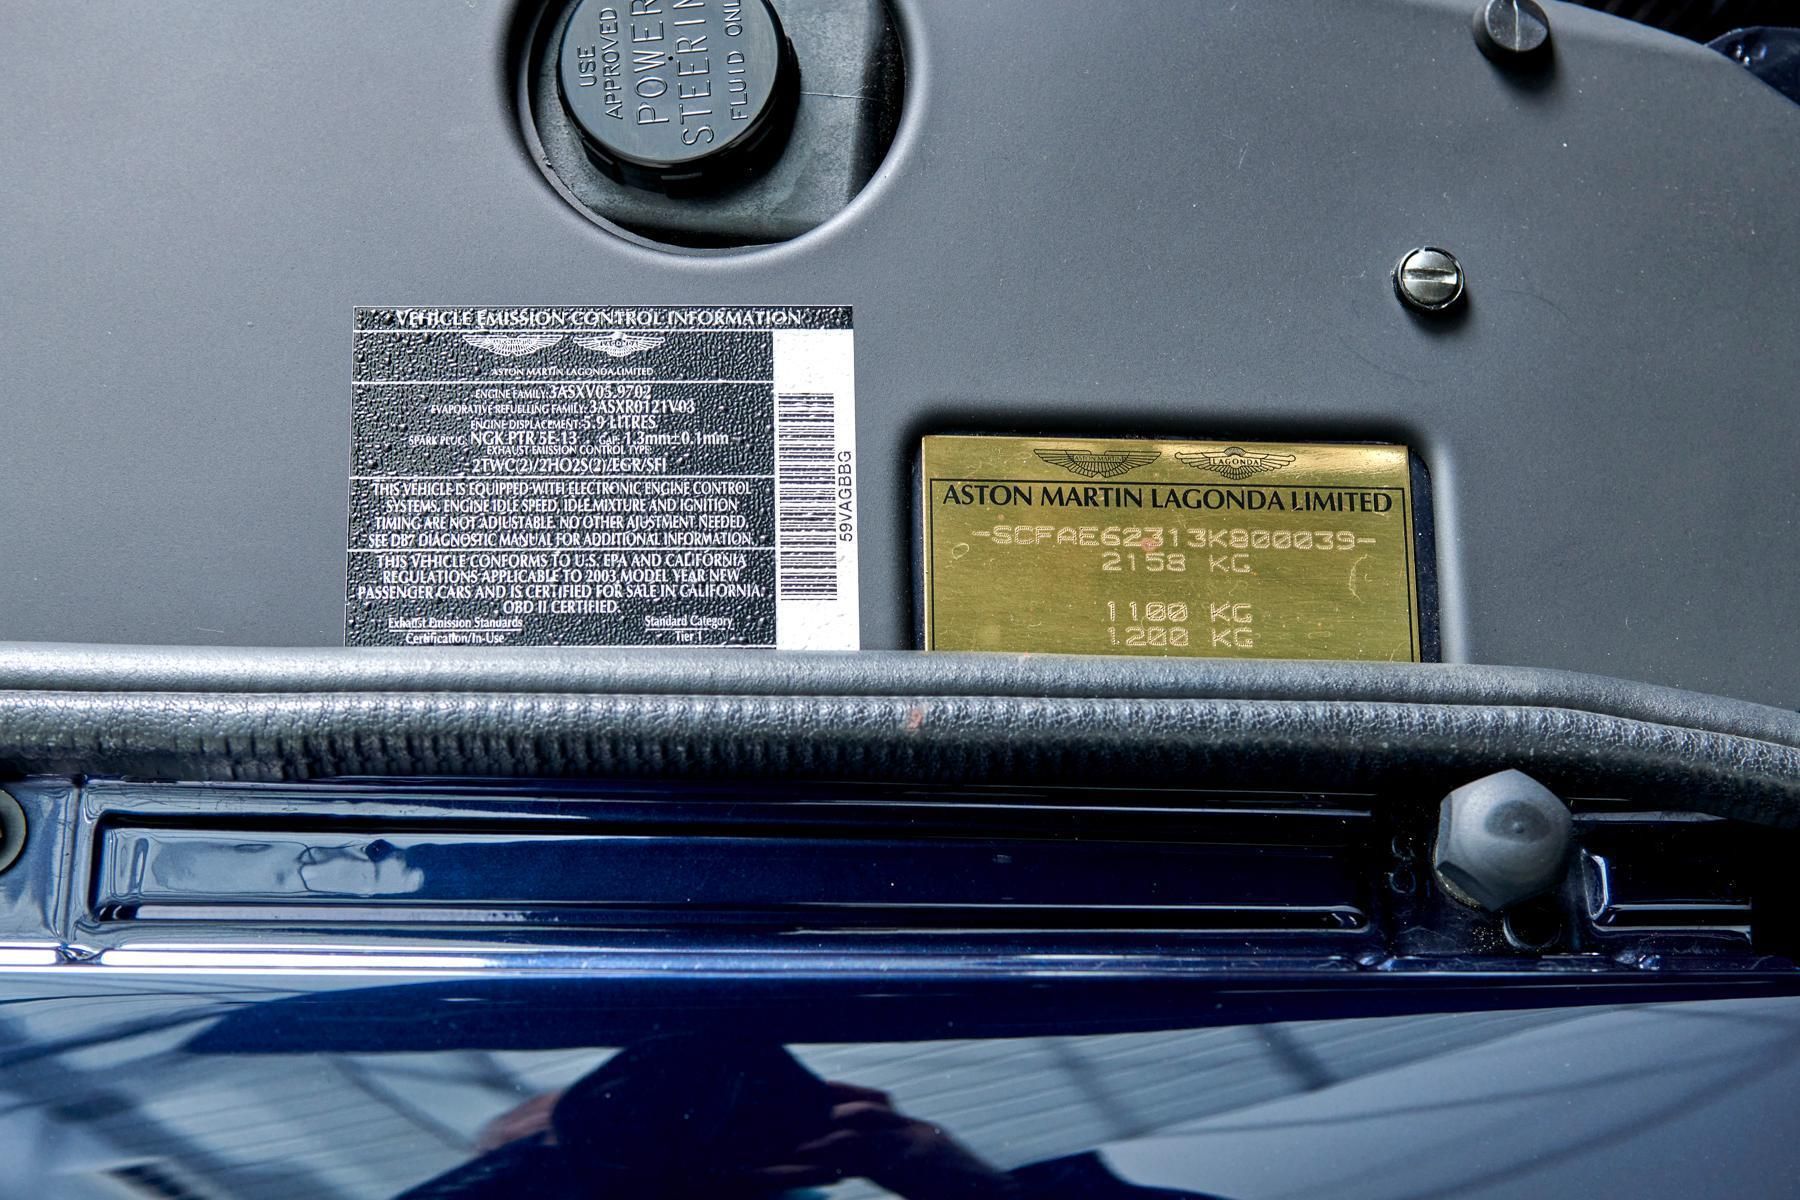 USE
APPROVED
POWER
STEERIN
FLUID ONL
VEHICLE EMISSION CONTROL INFORMATION
ASTON MARTIN LAGONDA LIMITED
ENGINE FAMILY: 3ASXV05.9702
EVAPORATIVE REFUELLING FAMILY: 3ASXR0121V03
ENGINE DISPLACEMENT: 5.9 LITRES
SPARK PLUG: NGK PTR 5E-13 GAP: 1.3mm±0.1mm
EXHAUST EMISSION CONTROL TYPE:
2TWC(2)/2HO2S(2)/EGR/SFI
THIS VEHICLE IS EQUIPPED WITH ELECTRONIC ENGINE CONTROL
SYSTEMS. ENGINE IDLE SPEED, IDLE MIXTURE AND IGNITION
TIMING ARE NOT ADJUSTABLE. NO OTHER AJUSTMENT NEEDED.
SEE DB7 DIAGNOSTIC MANUAL FOR ADDITIONAL INFORMATION.
THIS VEHICLE CONFORMS TO U.S. EPA AND CALIFORNIA
REGULATIONS APPLICABLE TO 2003 MODEL YEAR NEW
PASSENGER CARS AND IS CERTIFIED FOR SALE IN CALIFORNIA.
OBD II CERTIFIED.
Exhaust Emission Standards Standard Category
Certification/In-Use Tier 1
59VAGBBG
ASTON MARTIN LAGONDA
ASTON MARTIN LAGONDA LIMITED
-SCFAE62313K800039-
2158 KG
1100 KG
1200 KG